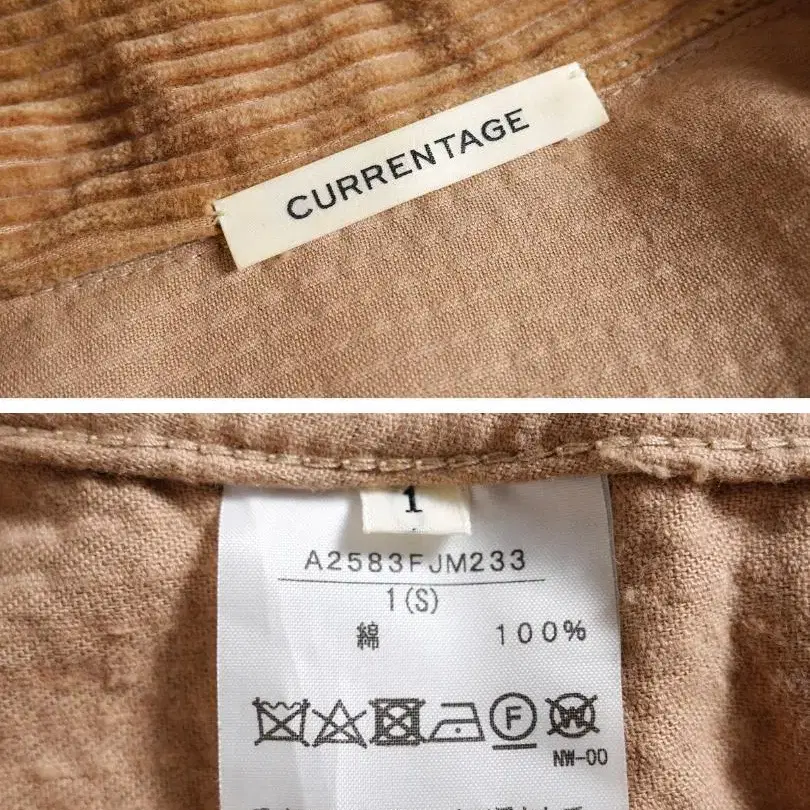 CURRENTAGE
1
A2583FJM233
1(S)
綿 100%
F W
NW-00